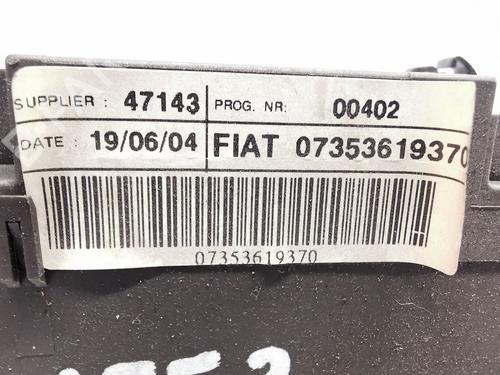 SUPPLIER : 47143 PROG. NR: 00402
DATE : 19/06/04 FIAT 07353619370
07353619370